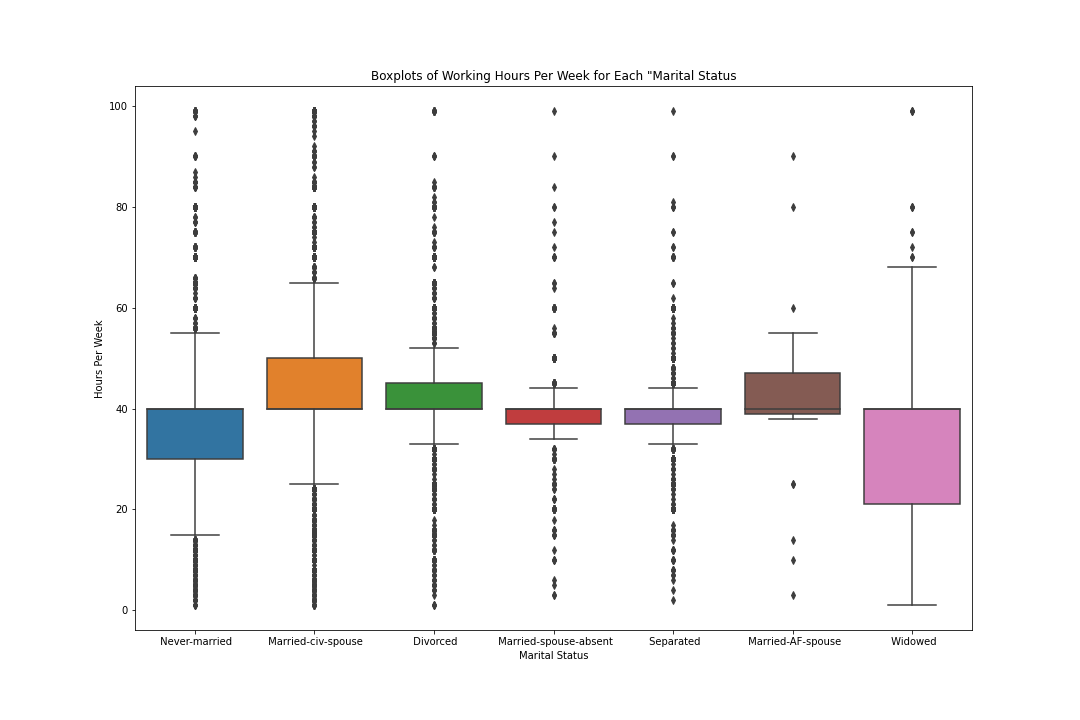 Boxplots of Working Hours Per Week for Each "Marital Status
100
80
60
40
20
0
Hours Per Week
Never-married Married-civ-spouse Divorced Married-spouse-absent Separated Married-AF-spouse Widowed
Marital Status